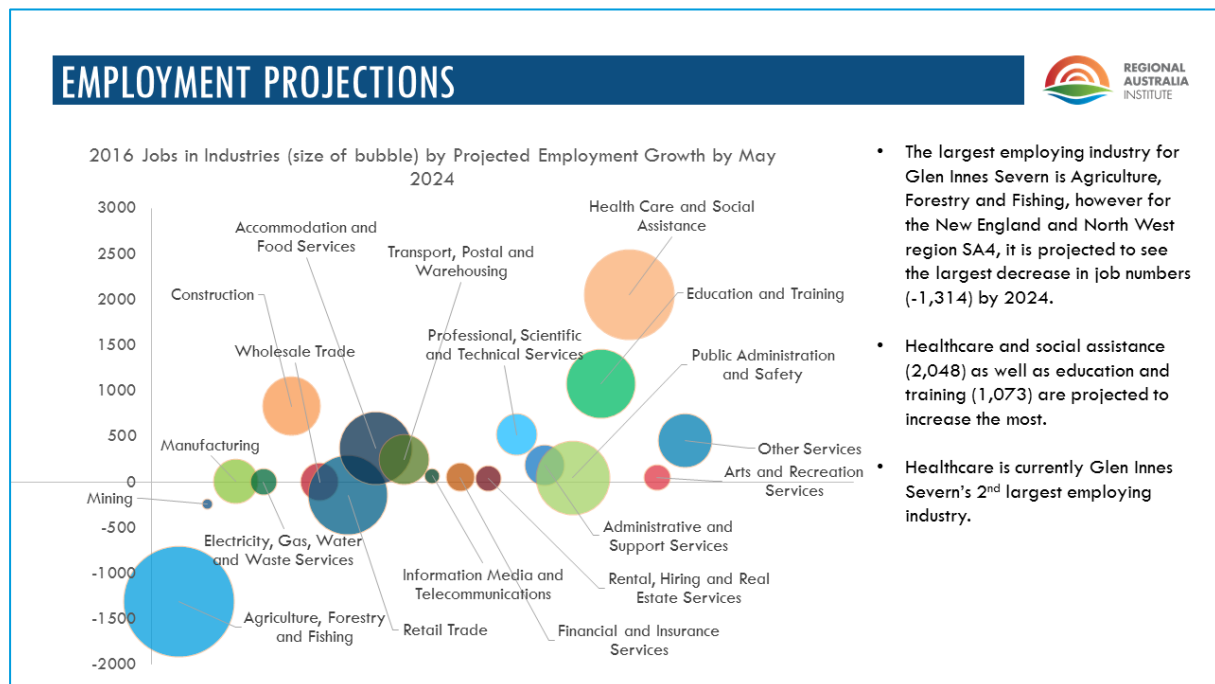 EMPLOYMENT PROJECTIONS
REGIONAL
AUSTRALIA
INSTITUTE
2016 Jobs in Industries (size of bubble) by Projected Employment Growth by May
2024
3000
2500
2000
1500
1000
500
0
-500
-1000
-1500
-2000
Accommodation and
Food Services
Transport, Postal and
Warehousing
Health Care and Social
Assistance
Construction
Education and Training
Wholesale Trade
Professional, Scientific
and Technical Services
Public Administration
and Safety
Manufacturing
Other Services
Mining
Arts and Recreation
Services
Electricity, Gas, Water
and Waste Services
Administrative and
Support Services
Information Media and
Telecommunications
Rental, Hiring and Real
Estate Services
Agriculture, Forestry
and Fishing
Retail Trade
Financial and Insurance
Services
• The largest employing industry for
Glen Innes Severn is Agriculture,
Forestry and Fishing, however for
the New England and North West
region SA4, it is projected to see
the largest decrease in job numbers
(-1,314) by 2024.
• Healthcare and social assistance
(2,048) as well as education and
training (1,073) are projected to
increase the most.
• Healthcare is currently Glen Innes
Severn's 2nd largest employing
industry.